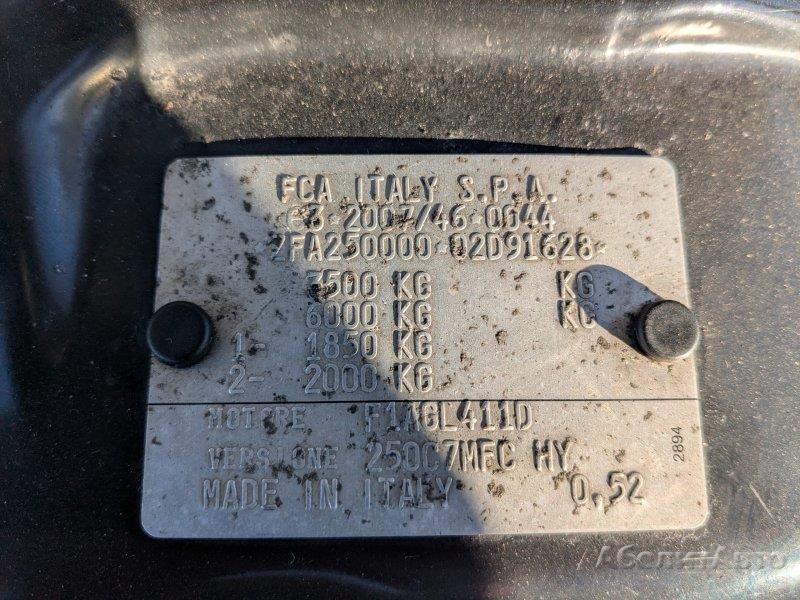 FCA ITALY S.P.A.
e3*2007/46*0044
*ZFA250000*02D91628*
3500 KG KG
6000 KG KG
1- 1850 KG
2- 2000 KG
MOTORE F1AGL411D
VERSIONE 250C7MFC HY
MADE IN ITALY 0,52
2894
АбсолютАвто